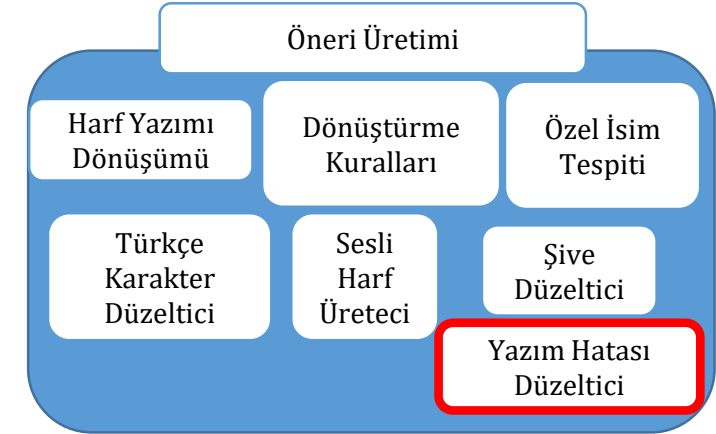 Öneri Üretimi
Harf Yazımı
Dönüşümü
Dönüştürme
Kuralları
Özel İsim
Tespiti
Türkçe
Karakter
Düzeltici
Sesli
Harf
Üreteci
Şive
Düzeltici
Yazım Hatası
Düzeltici